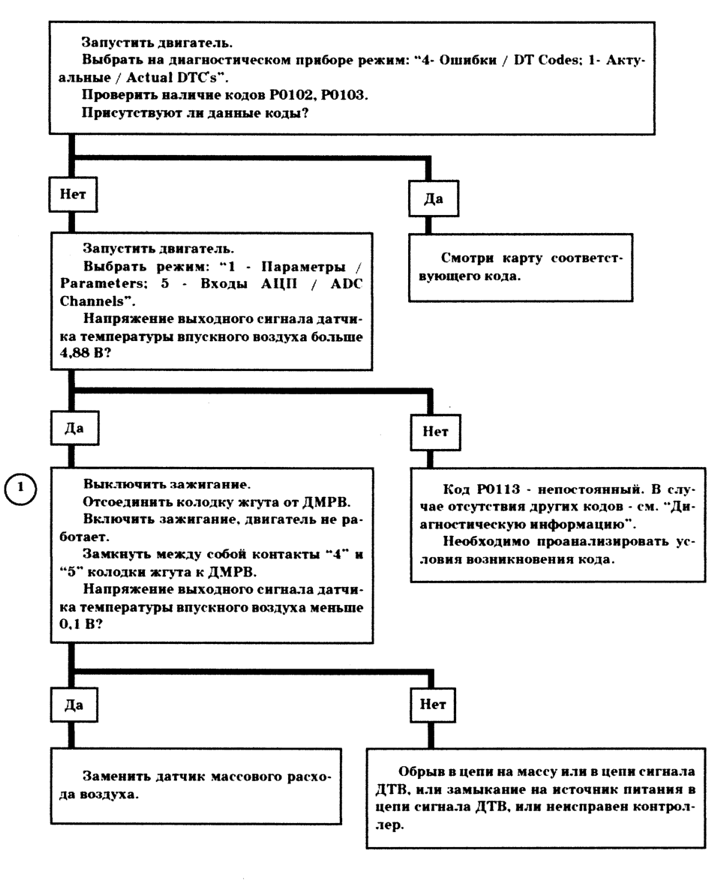 Запустить двигатель.
Выбрать на диагностическом приборе режим: “4- Ошибки / DT Codes; 1- Акту-
альные / Actual DTC's”.
Проверить наличие кодов P0102, P0103.
Присутствуют ли данные коды?
Нет
Да
Запустить двигатель.
Выбрать режим: “1 - Параметры /
Parameters; 5 - Входы АЦП / ADC
Channels”.
Напряжение выходного сигнала датчи-
ка температуры впускного воздуха больше
4,88 В?
Смотри карту соответст-
вующего кода.
Да
Нет
1
Выключить зажигание.
Отсоединить колодку жгута от ДМРВ.
Включить зажигание, двигатель не ра-
ботает.
Замкнуть между собой контакты “4” и
“5” колодки жгута к ДМРВ.
Напряжение выходного сигнала датчи-
ка температуры впускного воздуха меньше
0,1 В?
Код P0113 - непостоянный. В слу-
чае отсутствия других кодов - см. “Ди-
агностическую информацию”.
Необходимо проанализировать ус-
ловия возникновения кода.
Да
Нет
Заменить датчик массового расхо-
да воздуха.
Обрыв в цепи на массу или в цепи сигнала
ДТВ, или замыкание на источник питания в
цепи сигнала ДТВ, или неисправен контрол-
лер.